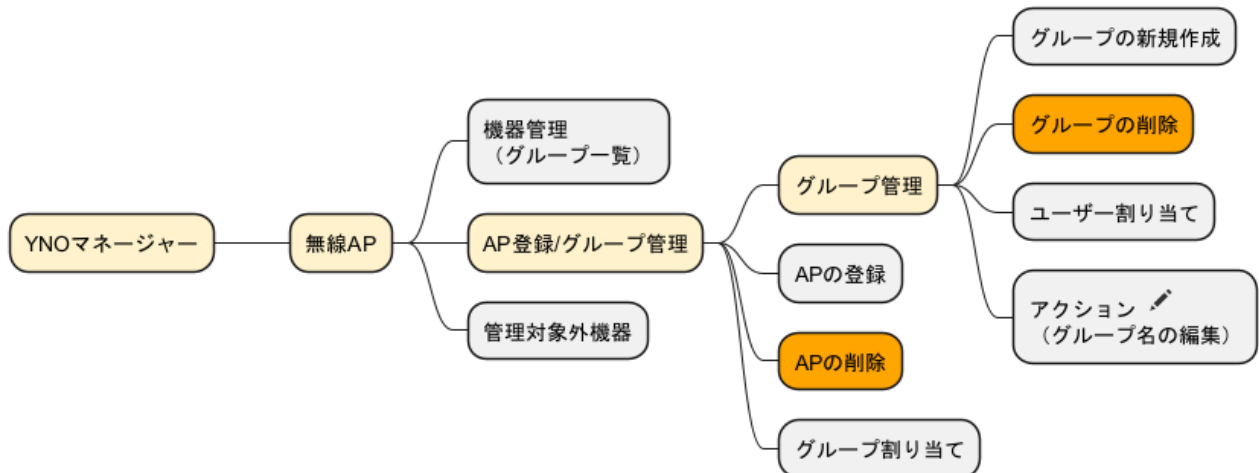 YNOマネージャー
無線AP
機器管理
（グループ一覧）
AP登録/グループ管理
管理対象外機器
グループ管理
APの登録
APの削除
グループ割り当て
グループの新規作成
グループの削除
ユーザー割り当て
アクション
（グループ名の編集）